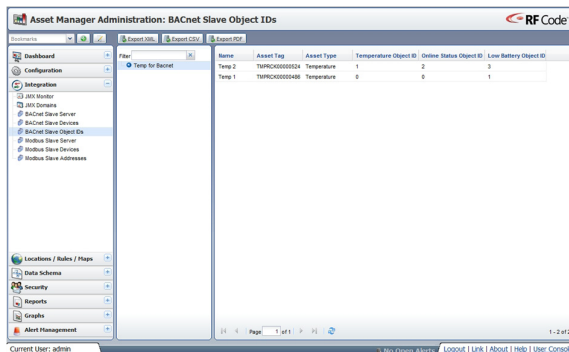 Asset Manager Administration: BACnet Slave Object IDs
RF Code
Bookmarks
Export XML Export CSV Export PDF
Dashboard
Configuration
Integration
JMX Monitor
JMX Domains
BACnet Slave Server
BACnet Slave Devices
BACnet Slave Object IDs
Modbus Slave Server
Modbus Slave Devices
Modbus Slave Addresses
Locations / Rules / Maps
Data Schema
Security
Reports
Graphs
Alert Management
Filter
Temp for Bacnet
Name Asset Tag Asset Type Temperature Object ID Online Status Object ID Low Battery Object ID
Temp 2 TMPRCK00000524 Temperature 1 2 3
Temp 1 TMPRCK00000486 Temperature 0 0 1
Page 1 of 1
1 - 2 of 2
Current User: admin
No Open Alerts
Logout | Link | About | Help | User Consol